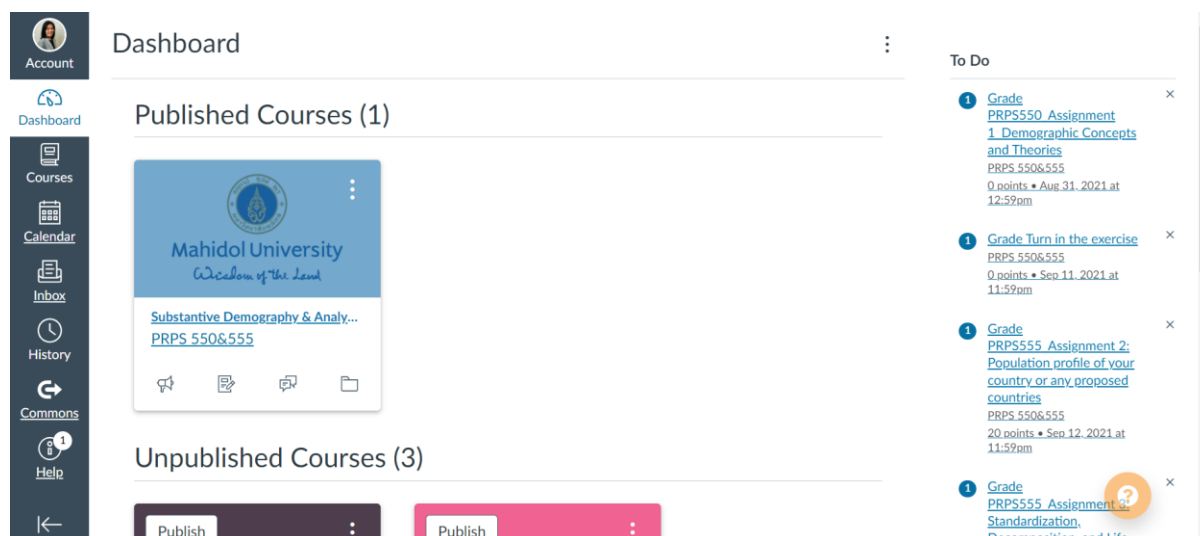 Account
Dashboard
Courses
Calendar
Inbox
History
Commons
1
Help
Dashboard
Published Courses (1)
Mahidol University
Wisdom of the Land
Substantive Demography & Analy...
PRPS 550&555
Unpublished Courses (3)
Publish
Publish
To Do
1
Grade
PRPS550_Assignment
1_Demographic Concepts
and Theories
PRPS 550&555
0 points • Aug 31, 2021 at
12:59pm
1
Grade Turn in the exercise
PRPS 550&555
0 points • Sep 11, 2021 at
11:59pm
1
Grade
PRPS555_Assignment 2:
Population profile of your
country or any proposed
countries
PRPS 550&555
20 points • Sep 12, 2021 at
11:59pm
1
Grade
PRPS555_Assignment 3:
Standardization,
Decomposition, and Life
?